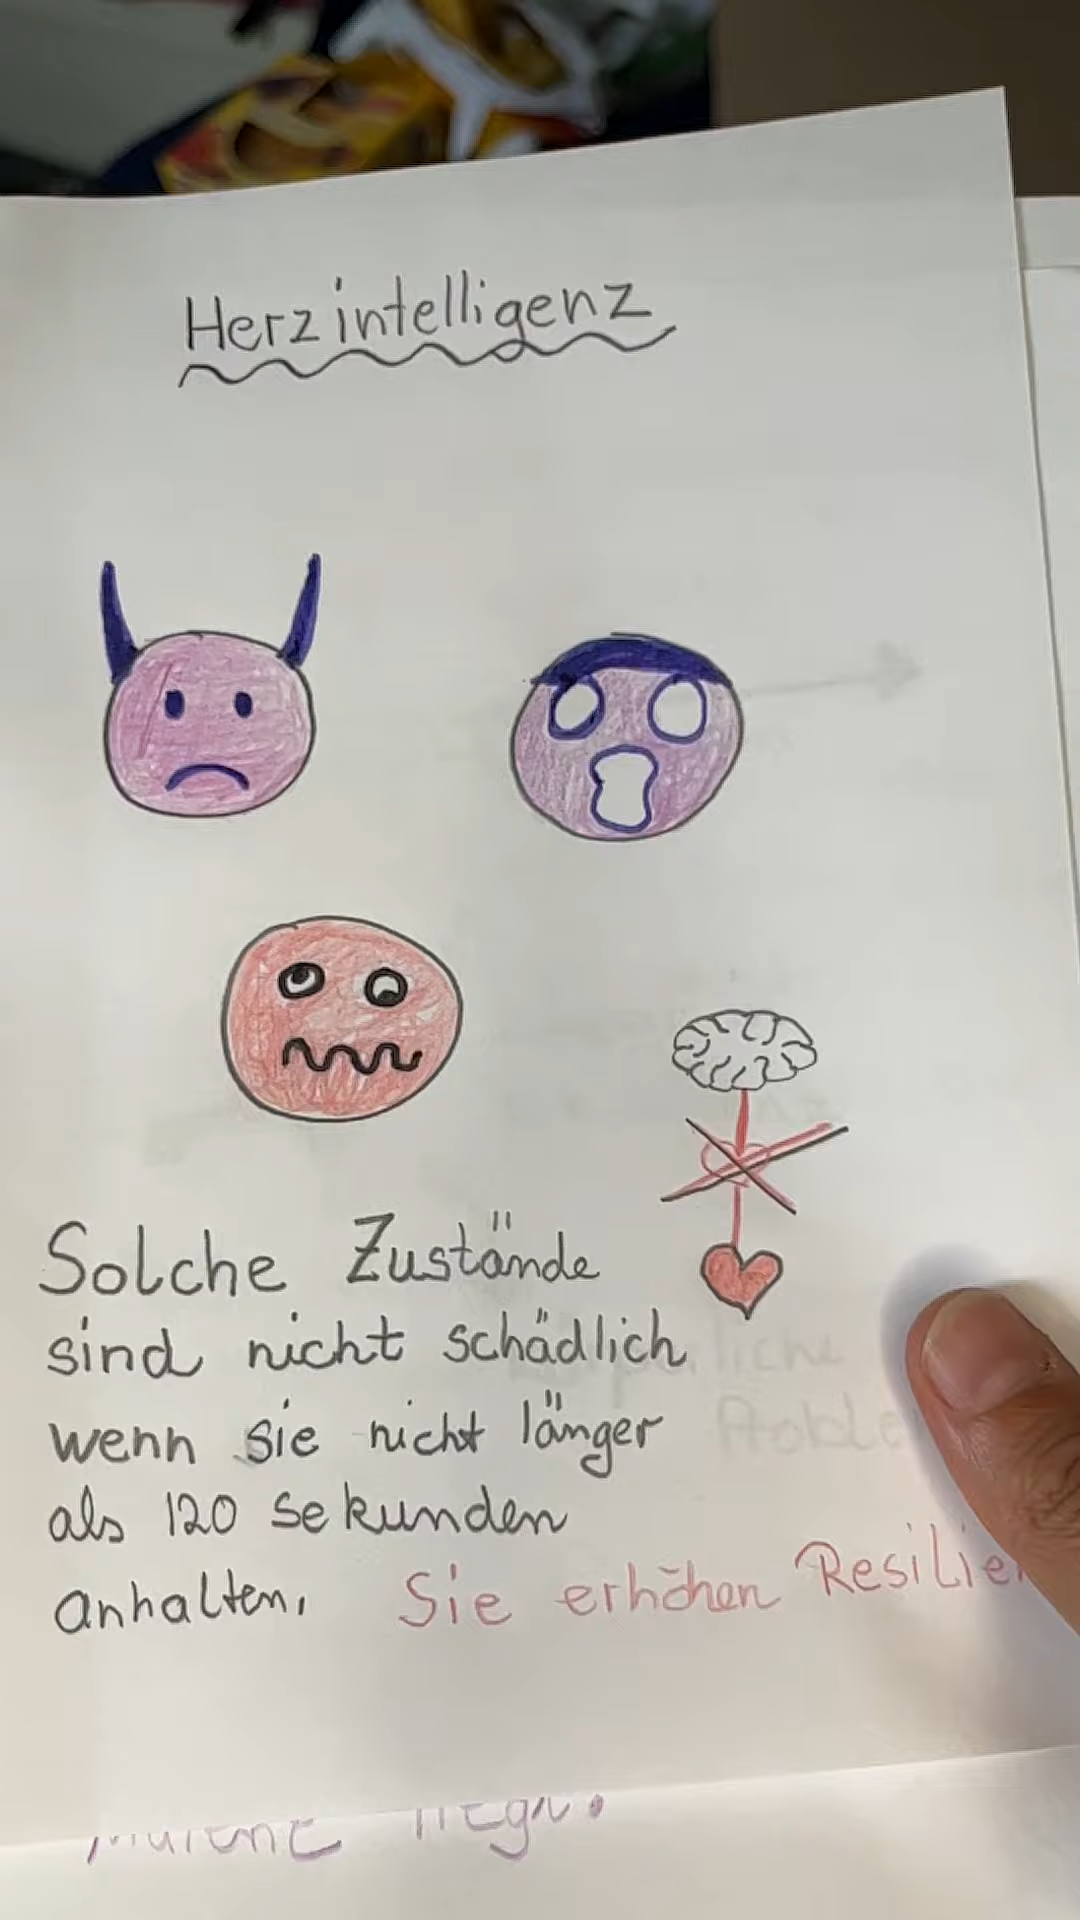 Herzintelligenz
Solche Zustände
sind nicht schädlich
wenn sie nicht länger
als 120 Sekunden
anhalten. Sie erhöhen